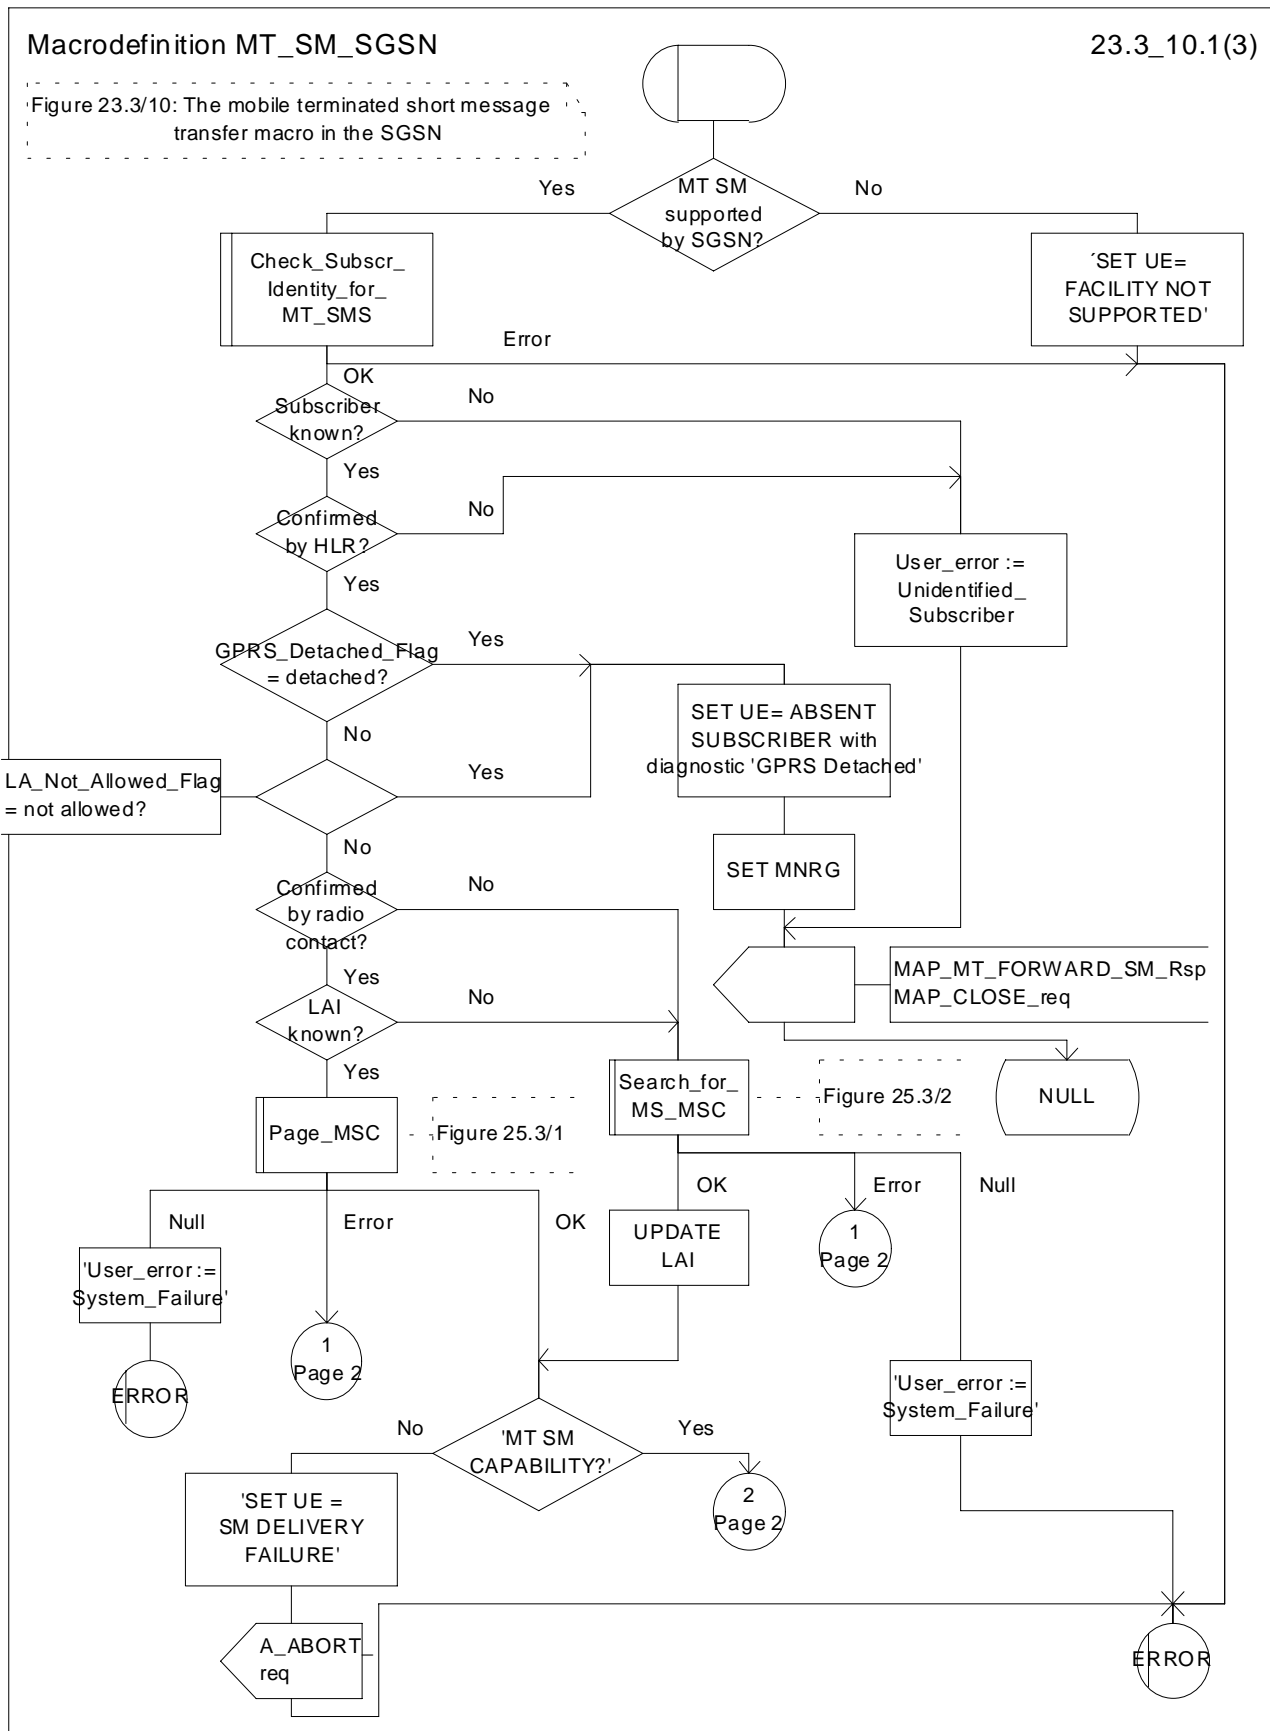 Macrodefinition MT_SM_SGSN
23.3_10.1(3)
Figure 23.3/10: The mobile terminated short message
transfer macro in the SGSN
Yes
MT SM
supported
by SGSN?
No
Check_Subscr_
Identity_for_
MT_SMS
´SET UE=
FACILITY NOT
SUPPORTED'
Error
OK
Subscriber
known?
No
Yes
Confirmed
by HLR?
No
User_error :=
Unidentified_
Subscriber
Yes
GPRS_Detached_Flag
= detached?
Yes
SET UE= ABSENT
SUBSCRIBER with
diagnostic 'GPRS Detached'
No
LA_Not_Allowed_Flag
= not allowed?
Yes
No
SET MNRG
Confirmed
by radio
contact?
No
MAP_MT_FORWARD_SM_Rsp
MAP_CLOSE_req
Yes
LAI
known?
No
Yes
Search_for_
MS_MSC
Figure 25.3/2
NULL
Page_MSC
Figure 25.3/1
OK
Error
Null
Null
Error
OK
UPDATE
LAI
1
Page 2
'User_error :=
System_Failure'
1
Page 2
ERROR
'User_error :=
System_Failure'
No
'MT SM
CAPABILITY?'
Yes
2
Page 2
'SET UE =
SM DELIVERY
FAILURE'
A_ABORT_
req
ERROR